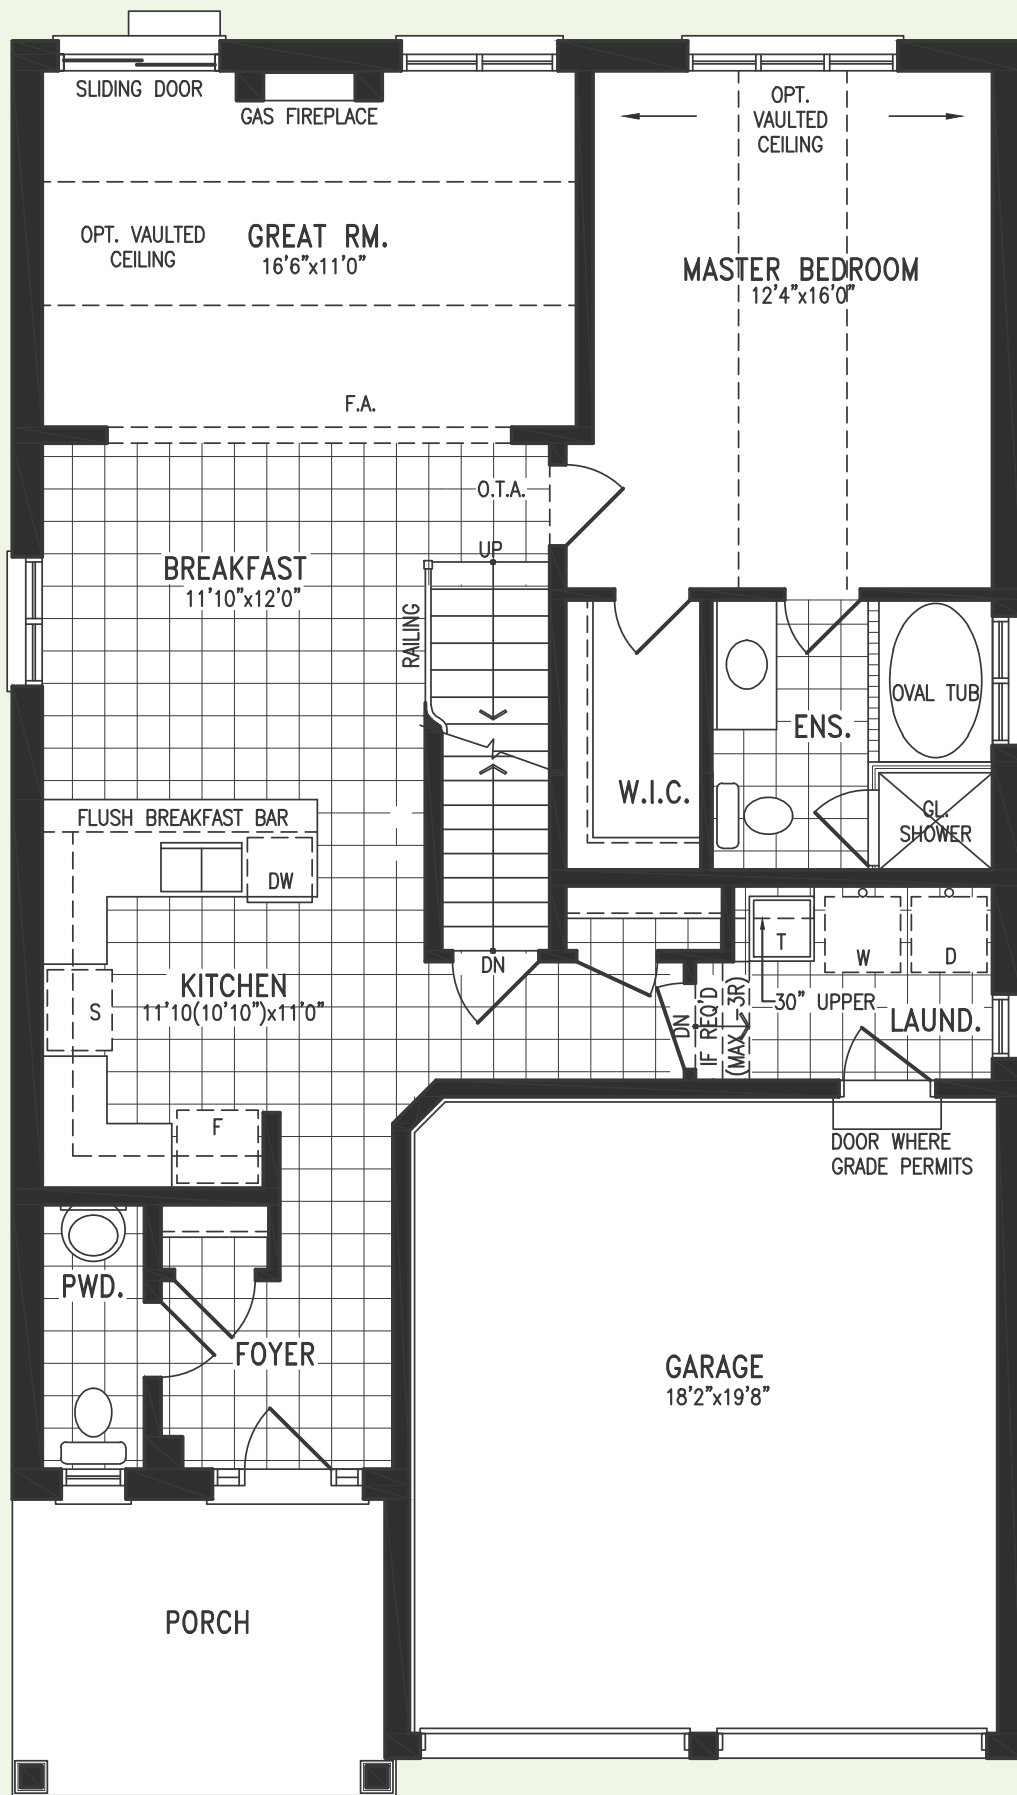 SLIDING DOOR
GAS FIREPLACE
OPT.
VAULTED
CEILING
OPT. VAULTED
CEILING
GREAT RM.
16'6"x11'0"
MASTER BEDROOM
12'4"x16'0"
F.A.
O.T.A.
UP
BREAKFAST
11'10"x12'0"
RAILING
OVAL TUB
ENS.
W.I.C.
FLUSH BREAKFAST BAR
GL.
SHOWER
DW
T
W
D
DN
KITCHEN
11'10(10'10")x11'0"
S
30" UPPER
LAUND.
DN
IF REQ'D
(MAX -3R)
F
DOOR WHERE
GRADE PERMITS
PWD.
FOYER
GARAGE
18'2"x19'8"
PORCH